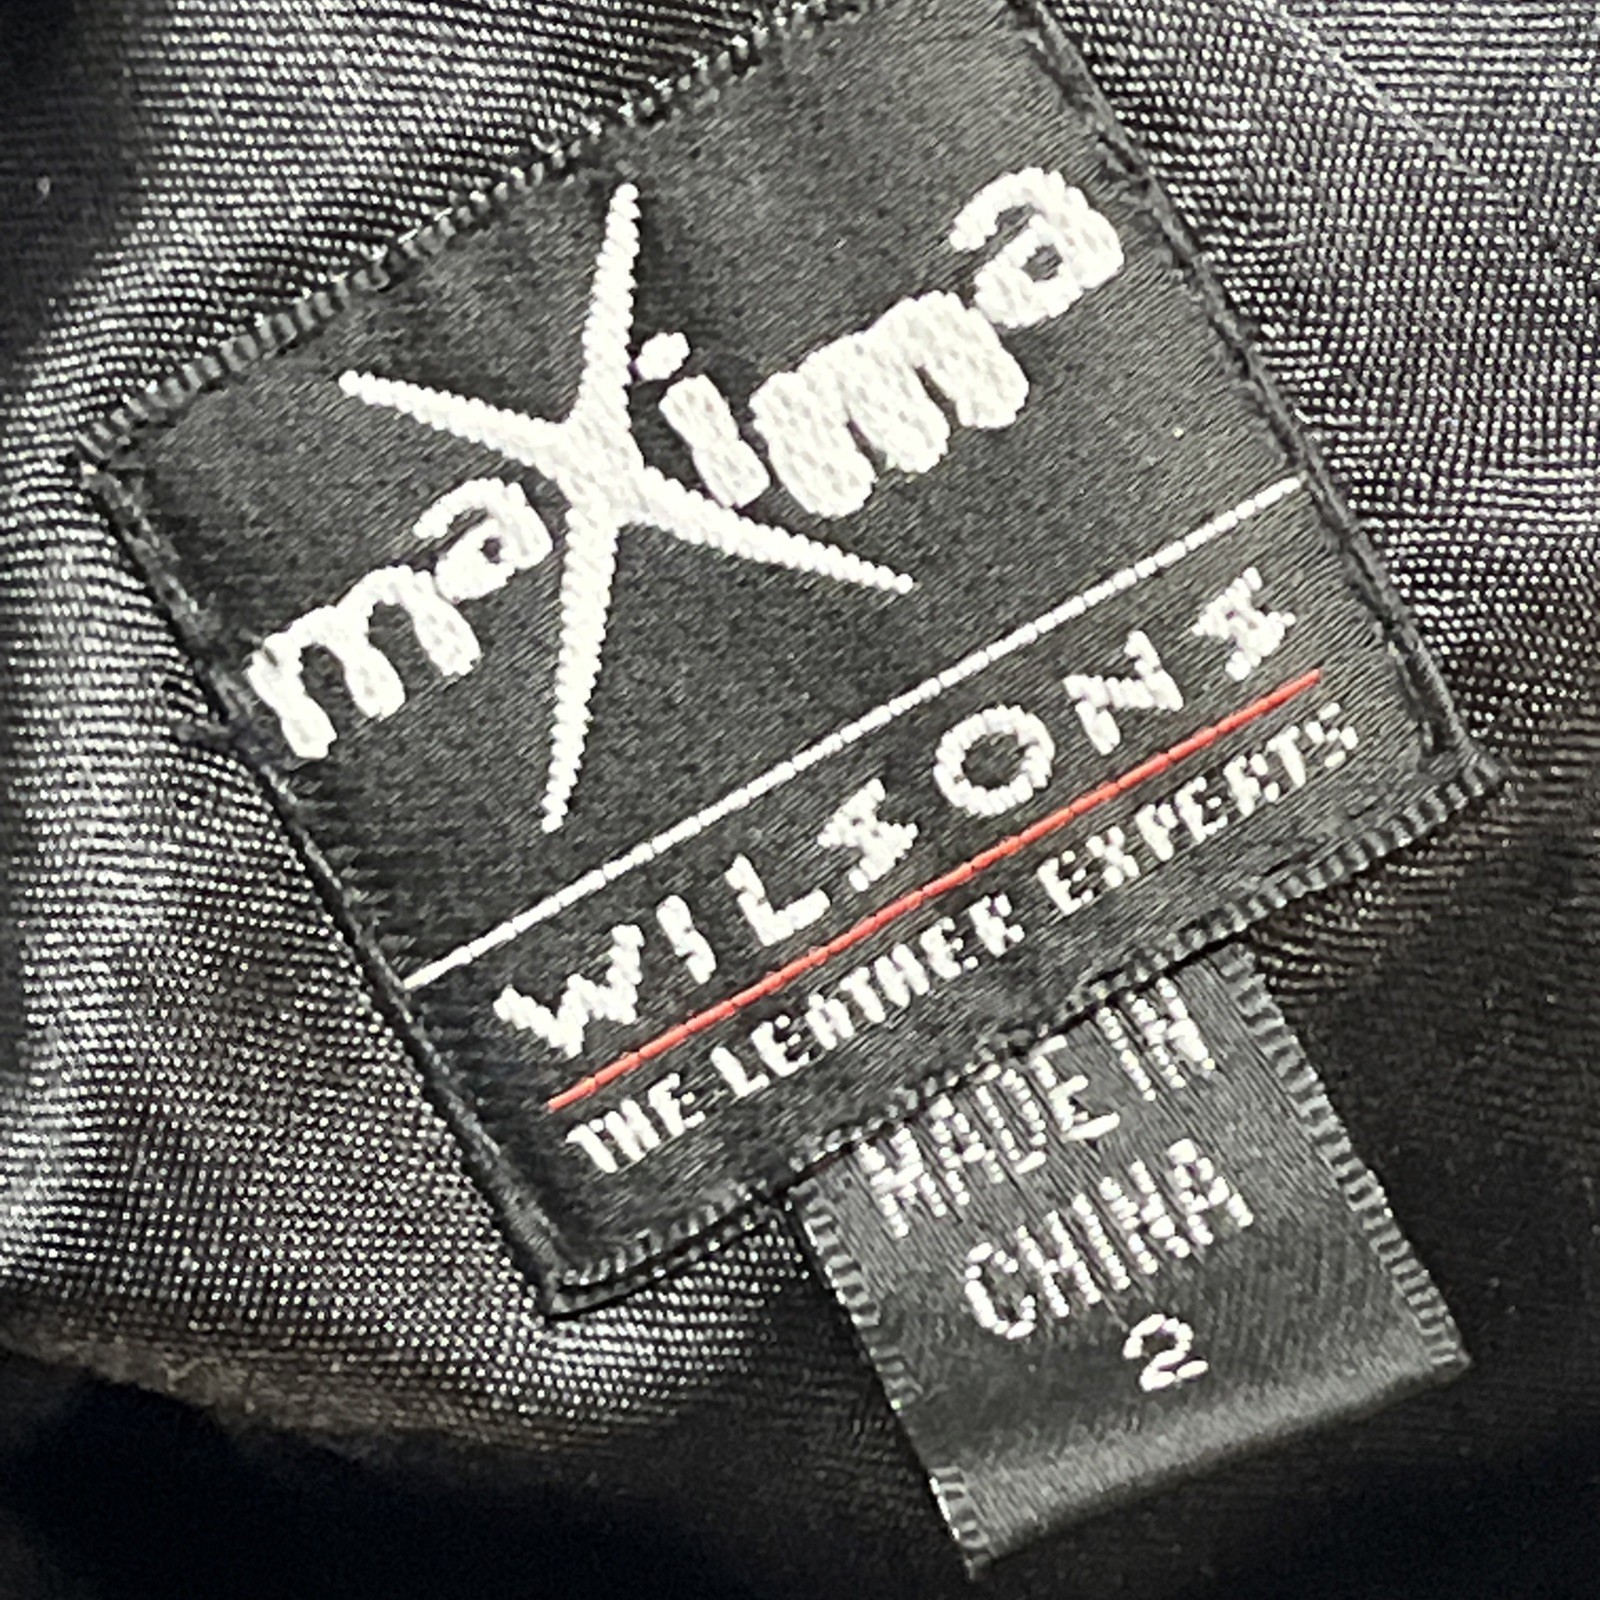 maXima
WILSONS
THE LEATHER EXPERTS
MADE IN
CHINA
2